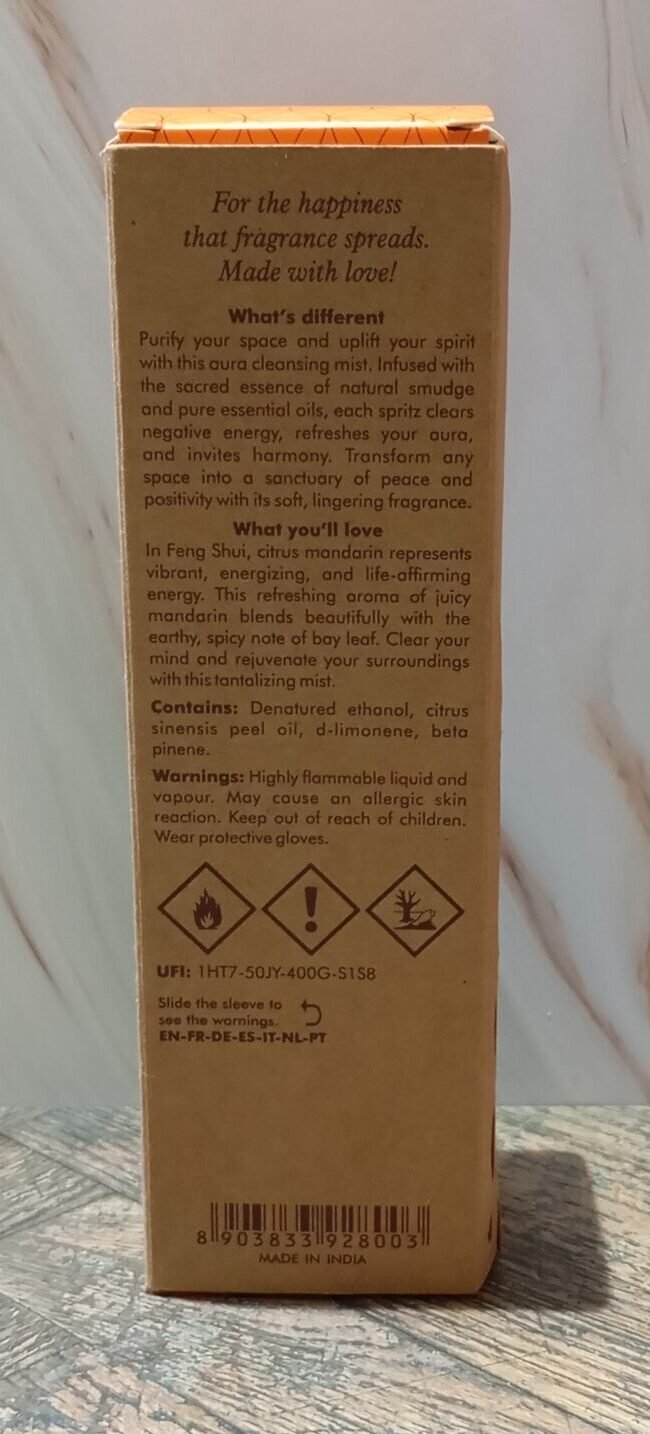 For the happiness
that fragrance spreads.
Made with love!
What's different
Purify your space and uplift your spirit
with this aura cleansing mist. Infused with
the sacred essence of natural smudge
and pure essential oils, each spritz clears
negative energy, refreshes your aura,
and invites harmony. Transform any
space into a sanctuary of peace and
positivity with its soft, lingering fragrance.
What you'll love
In Feng Shui, citrus mandarin represents
vibrant, energizing, and life-affirming
energy. This refreshing aroma of juicy
mandarin blends beautifully with the
earthy, spicy note of bay leaf. Clear your
mind and rejuvenate your surroundings
with this tantalizing mist.
Contains: Denatured ethanol, citrus
sinensis peel oil, d-limonene, beta
pinene.
Warnings: Highly flammable liquid and
vapour. May cause an allergic skin
reaction. Keep out of reach of children.
Wear protective gloves.
UFI: 1HT7-50JY-400G-S1S8
Slide the sleeve to
see the warnings.
EN-FR-DE-ES-IT-NL-PT
8 903833 928003
MADE IN INDIA